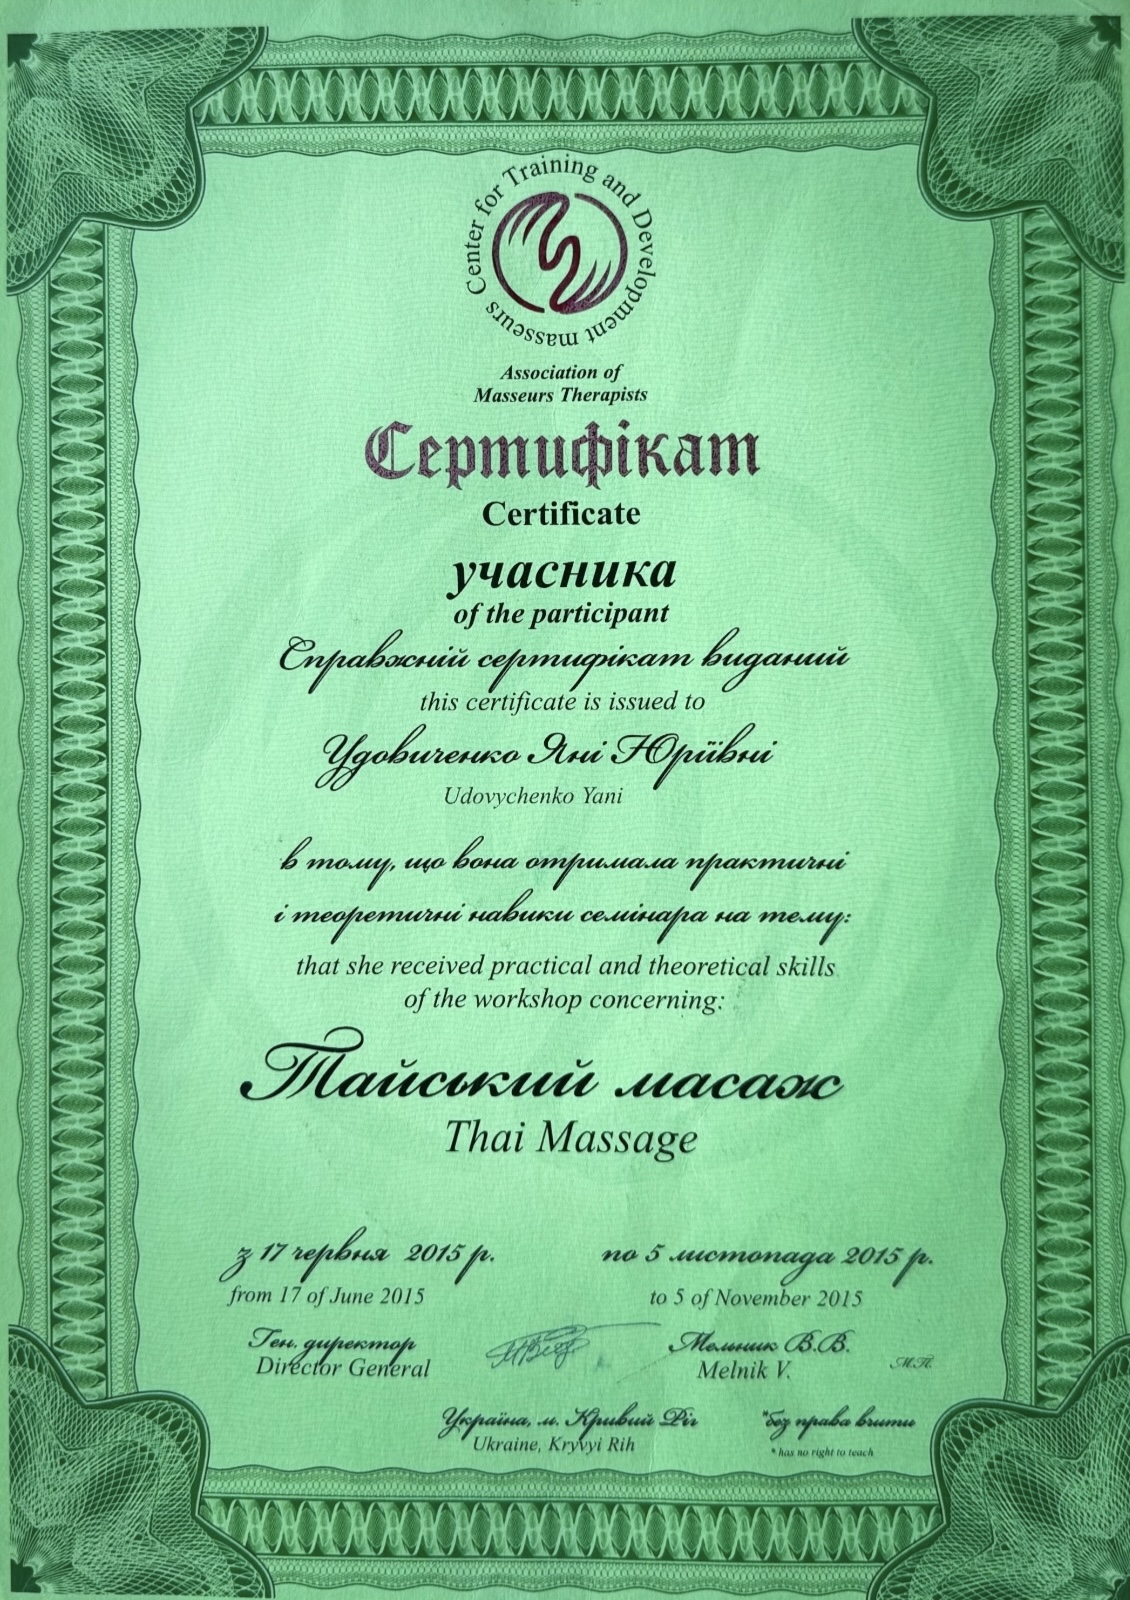 Center for Training and Development masseurs
Association of
Masseurs Therapists
Сертифікат
Certificate
учасника
of the participant
Справжній сертифікат виданий
this certificate is issued to
Удовиченко Яні Юріївні
Udovychenko Yani
в тому, що вона отримала практичні
і теоретичні навики семінара на тему:
that she received practical and theoretical skills
of the workshop concerning:
Тайський масаж
Thai Massage
з 17 червня 2015 р. по 5 листопада 2015 р.
from 17 of June 2015 to 5 of November 2015
Ген. директор Мельник В.В.
Director General Melnik V. М.П.
Україна, м. Кривий Ріг *без права вчити
Ukraine, Kryvyi Rih * has no right to teach